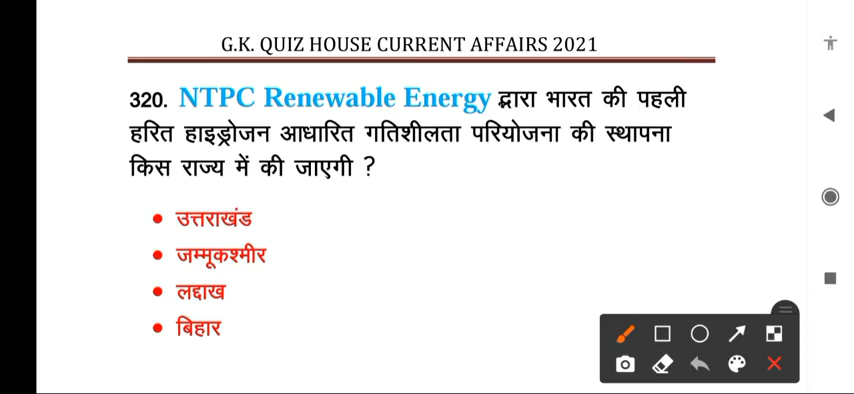 G.K. QUIZ HOUSE CURRENT AFFAIRS 2021
320. NTPC Renewable Energy द्वारा भारत की पहली
हरित हाइड्रोजन आधारित गतिशीलता परियोजना की स्थापना
किस राज्य में की जाएगी ?
• उत्तराखंड
• जम्मूकश्मीर
• लद्दाख
• बिहार